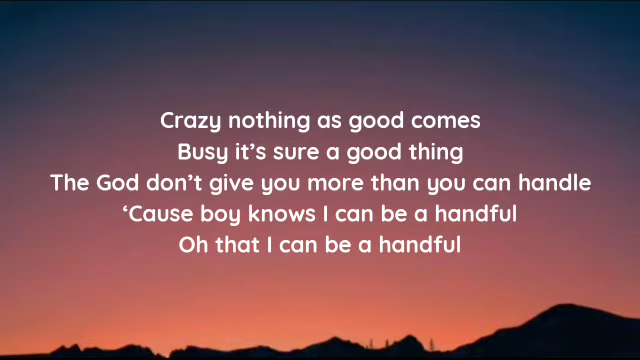 Crazy nothing as good comes
Busy it's sure a good thing
The God don't give you more than you can handle
‘Cause boy knows I can be a handful
Oh that I can be a handful